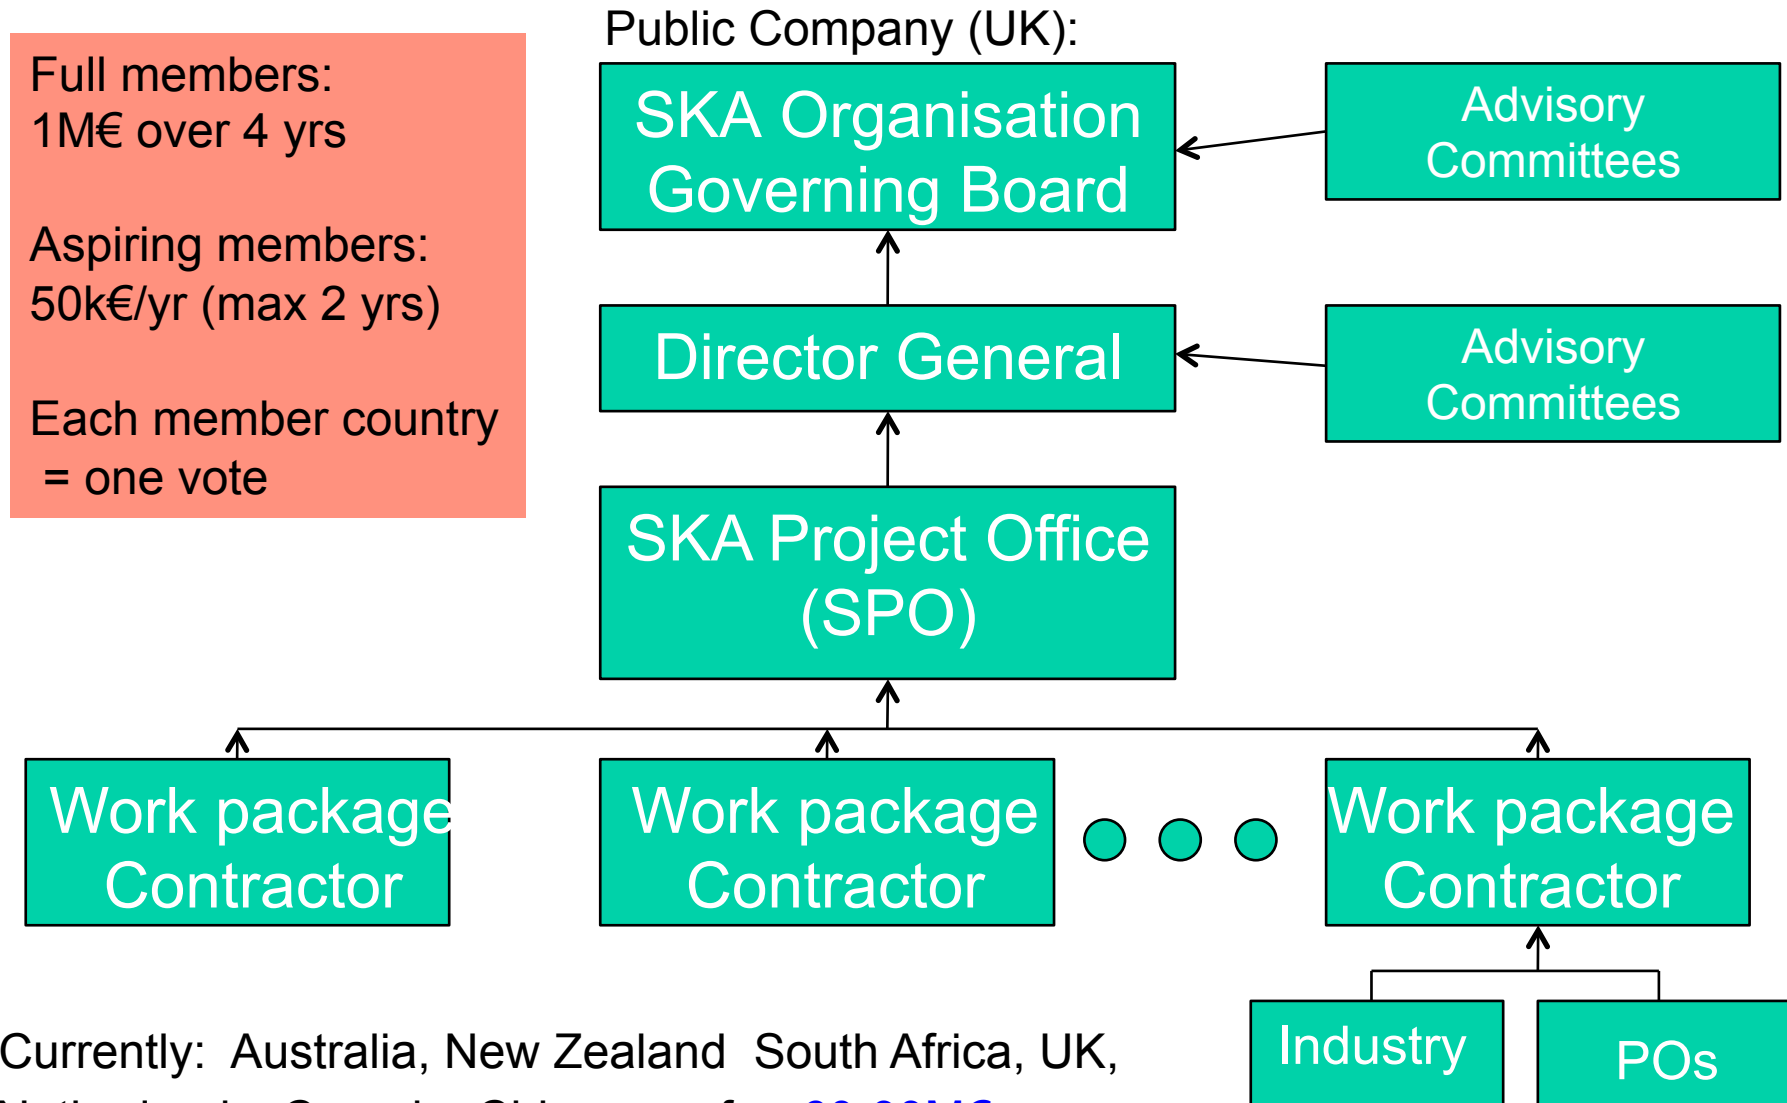 Public Company (UK):
Full members:
1M€ over 4 yrs
Aspiring members:
50k€/yr (max 2 yrs)
Each member country
= one vote
SKA Organisation
Governing Board
Advisory
Committees
Director General
Advisory
Committees
SKA Project Office
(SPO)
Work package
Contractor
Work package
Contractor
Work package
Contractor
Industry
POs
Currently: Australia, New Zealand South Africa, UK,